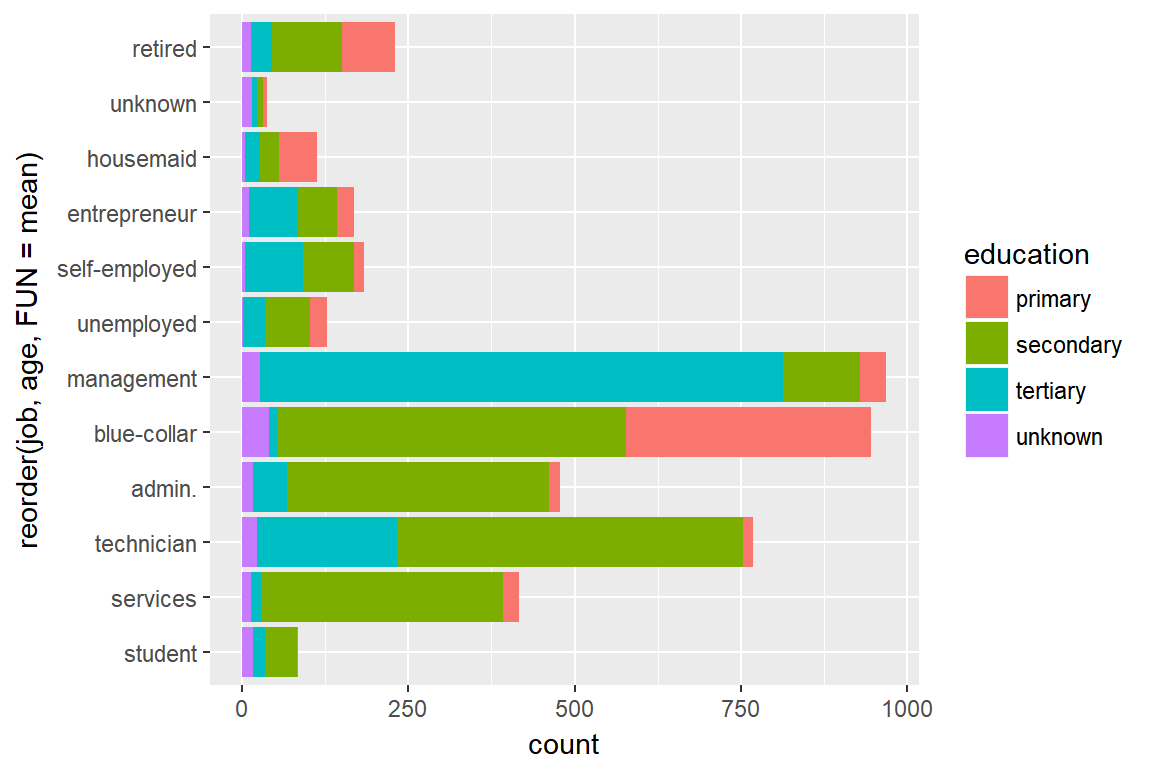 reorder(job, age, FUN = mean)
retired
unknown
housemaid
entrepreneur
self-employed
unemployed
management
blue-collar
admin.
technician
services
student
0 250 500 750 1000
count
education
primary
secondary
tertiary
unknown